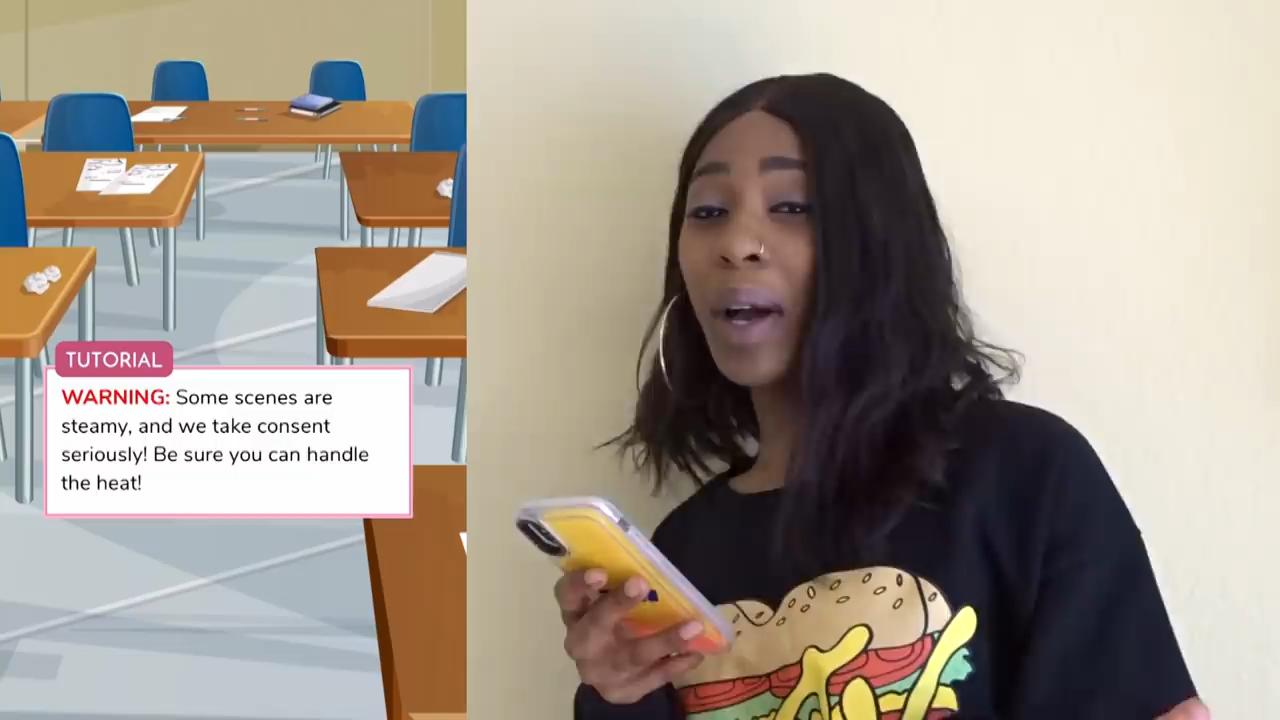 TUTORIAL
WARNING: Some scenes are
steamy, and we take consent
seriously! Be sure you can handle
the heat!